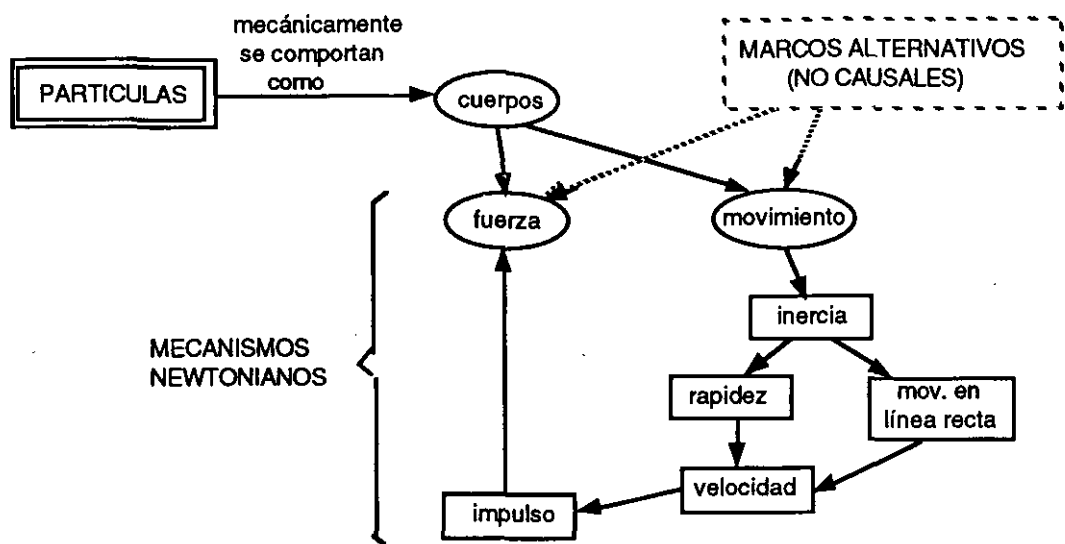 mecánicamente
se comportan
como
MARCOS ALTERNATIVOS
(NO CAUSALES)
PARTICULAS
cuerpos
fuerza
movimiento
inercia
MECANISMOS
NEWTONIANOS
rapidez
mov. en
línea recta
velocidad
impulso